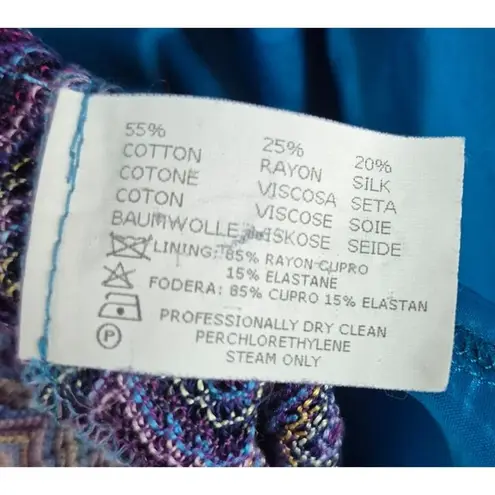 55% 25% 20%
COTTON RAYON SILK
COTONE VISCOSA SETA
COTON VISCOSE SOIE
BAUMWOLLE VISKOSE SEIDE
LINING: 85% RAYON-CUPRO
15% ELASTANE
FODERA: 85% CUPRO 15% ELASTAN
PROFESSIONALLY DRY CLEAN
P PERCHLORETHYLENE
STEAM ONLY